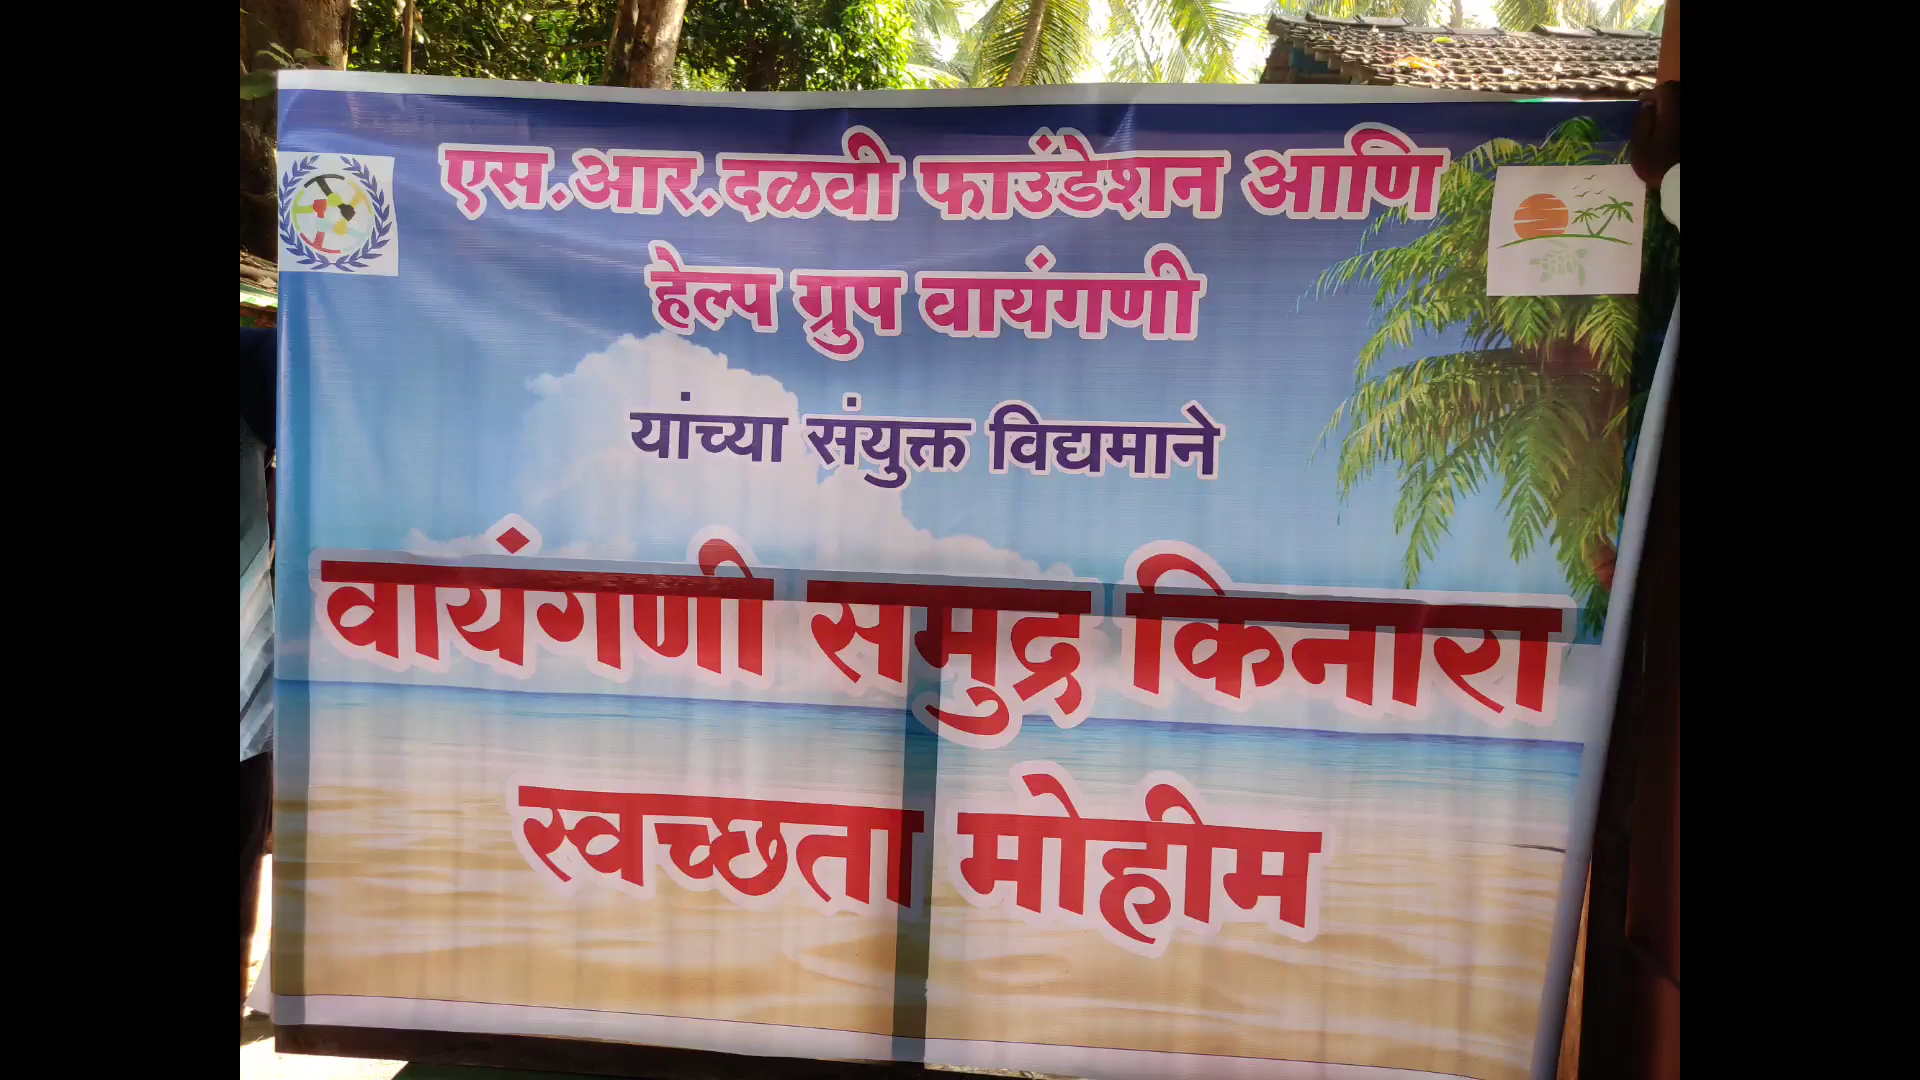 एस.आर.दळवी फाउंडेशन आणि
हेल्प ग्रुप वायंगणी
यांच्या संयुक्त विद्यमाने
वायंगणी समुद्र किनारा
स्वच्छता मोहीम